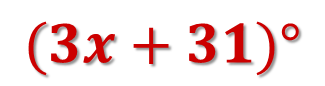 (3x + 31)°